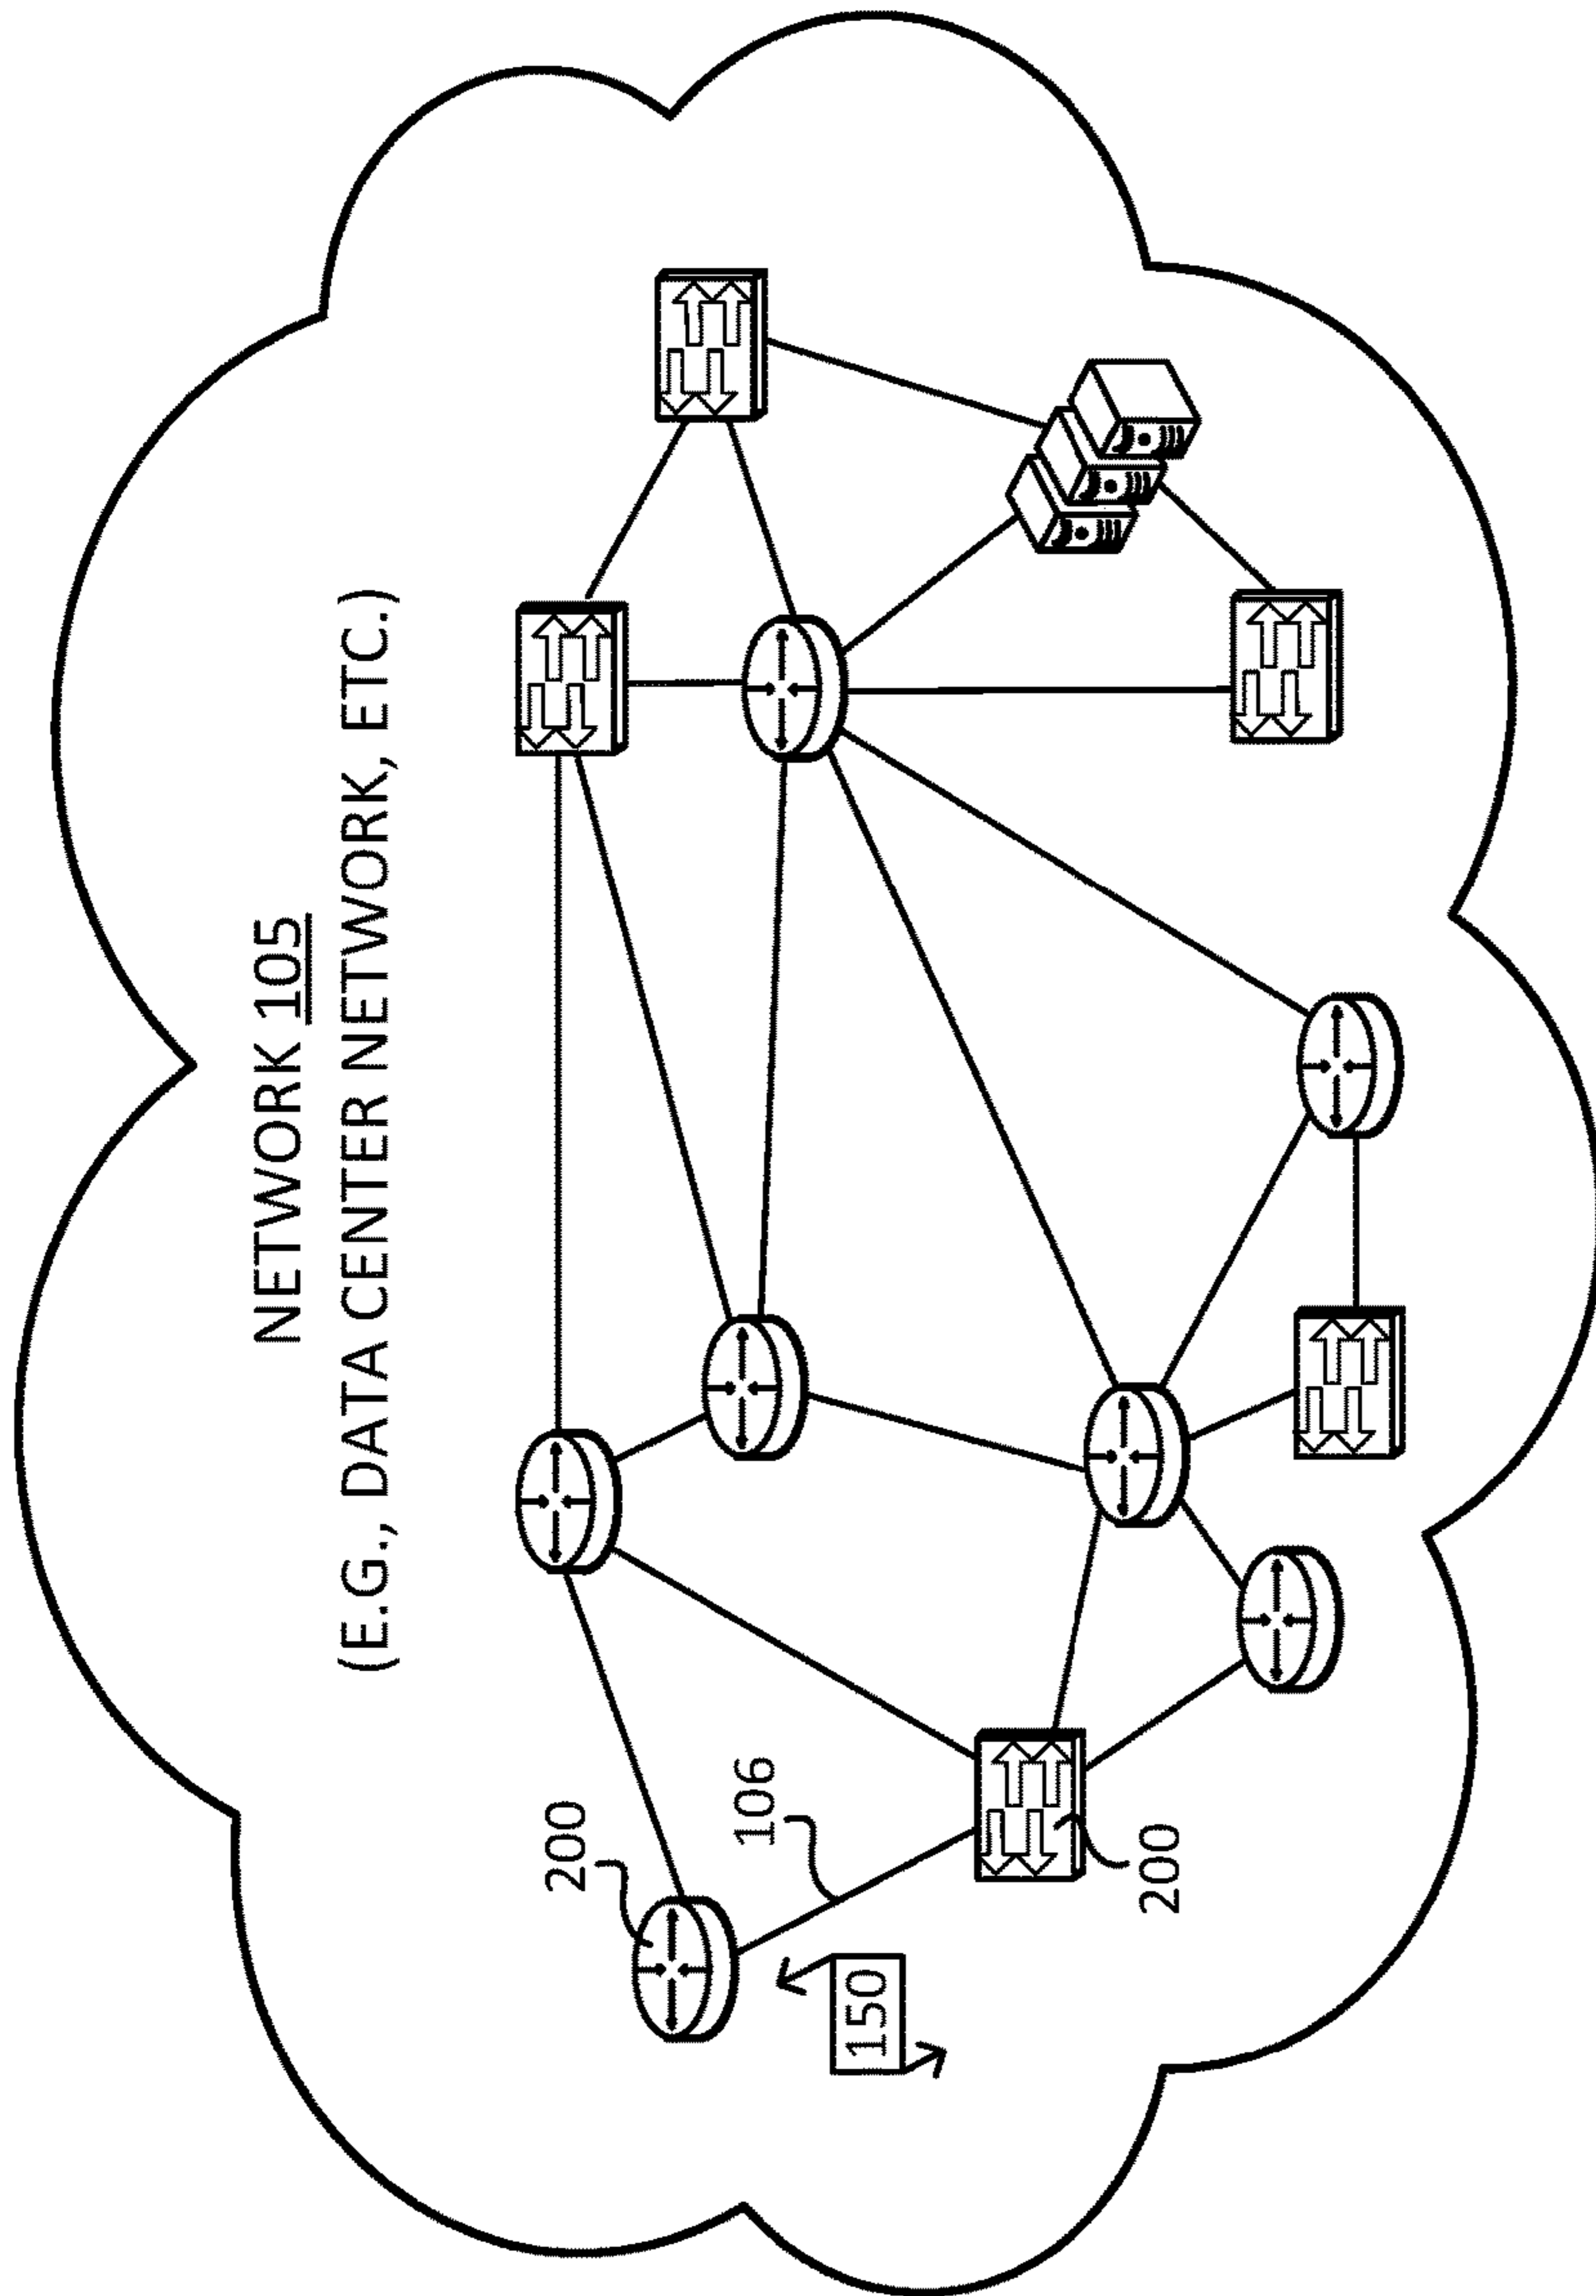 NETWORK 105
(E.G., DATA CENTER NETWORK, ETC.)
200
106
150
200